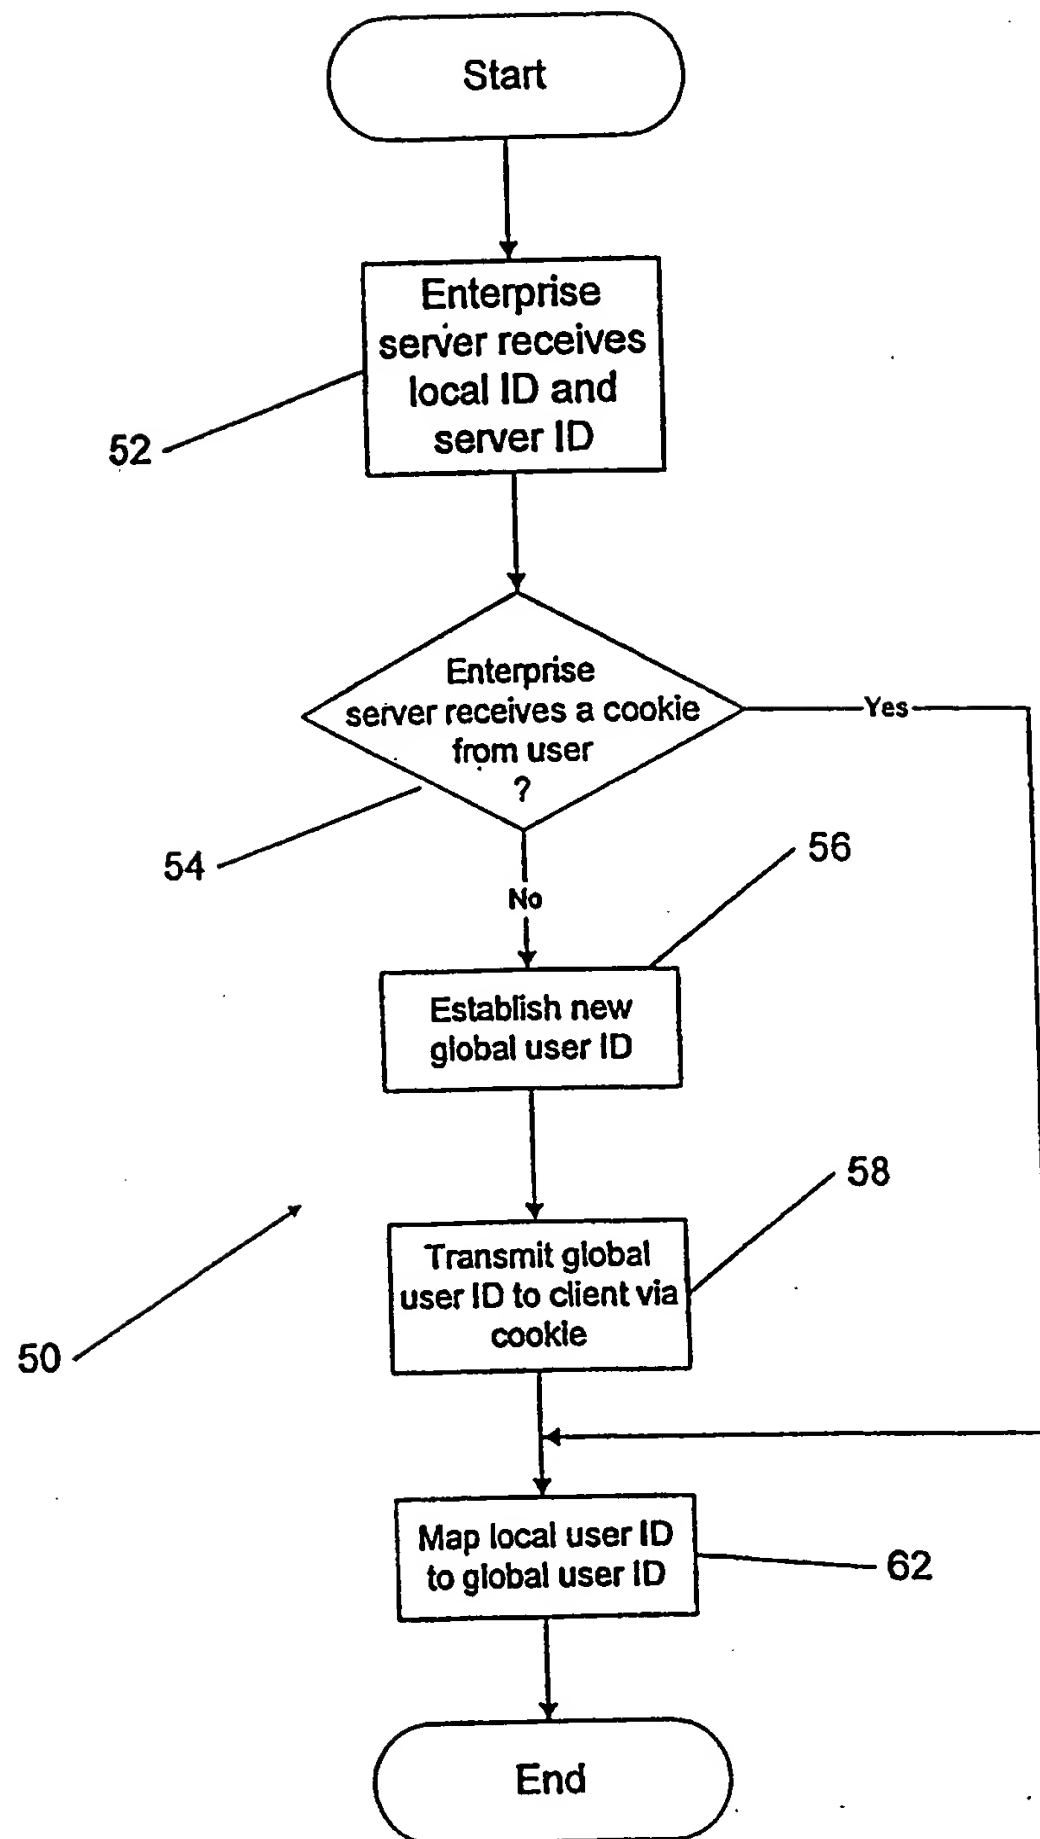 Start
Enterprise
server receives
local ID and
server ID
52
Enterprise
server receives a cookie
from user
?
Yes
54
No
56
Establish new
global user ID
58
Transmit global
user ID to client via
cookie
50
Map local user ID
to global user ID
62
End